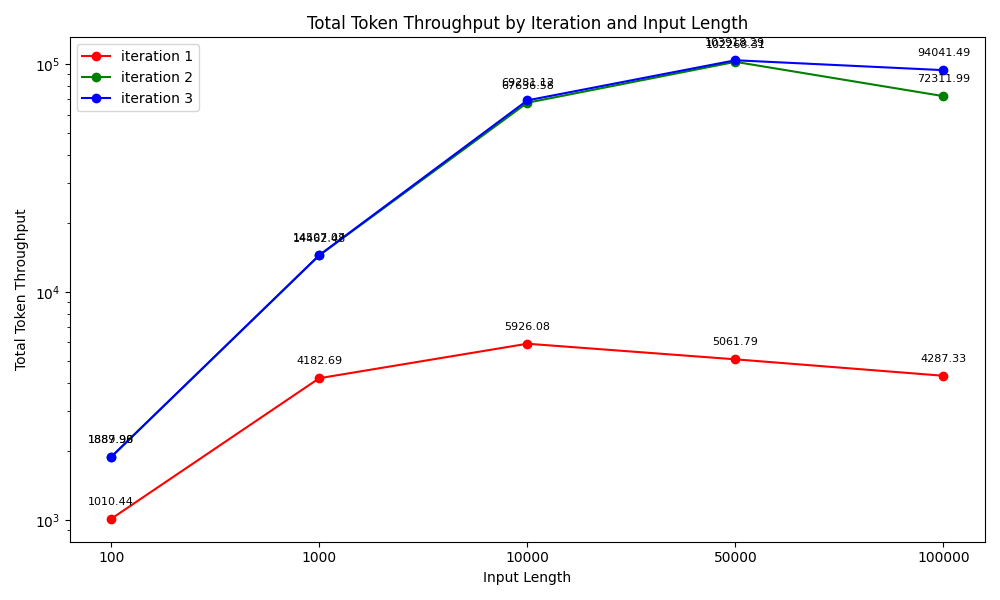 Total Token Throughput by Iteration and Input Length
iteration 1
iteration 2
iteration 3
Total Token Throughput
10^5
10^4
10^3
94041.49
72311.99
69281.12
4182.69
5926.08
5061.79
4287.33
1010.44
100
1000
10000
50000
100000
Input Length